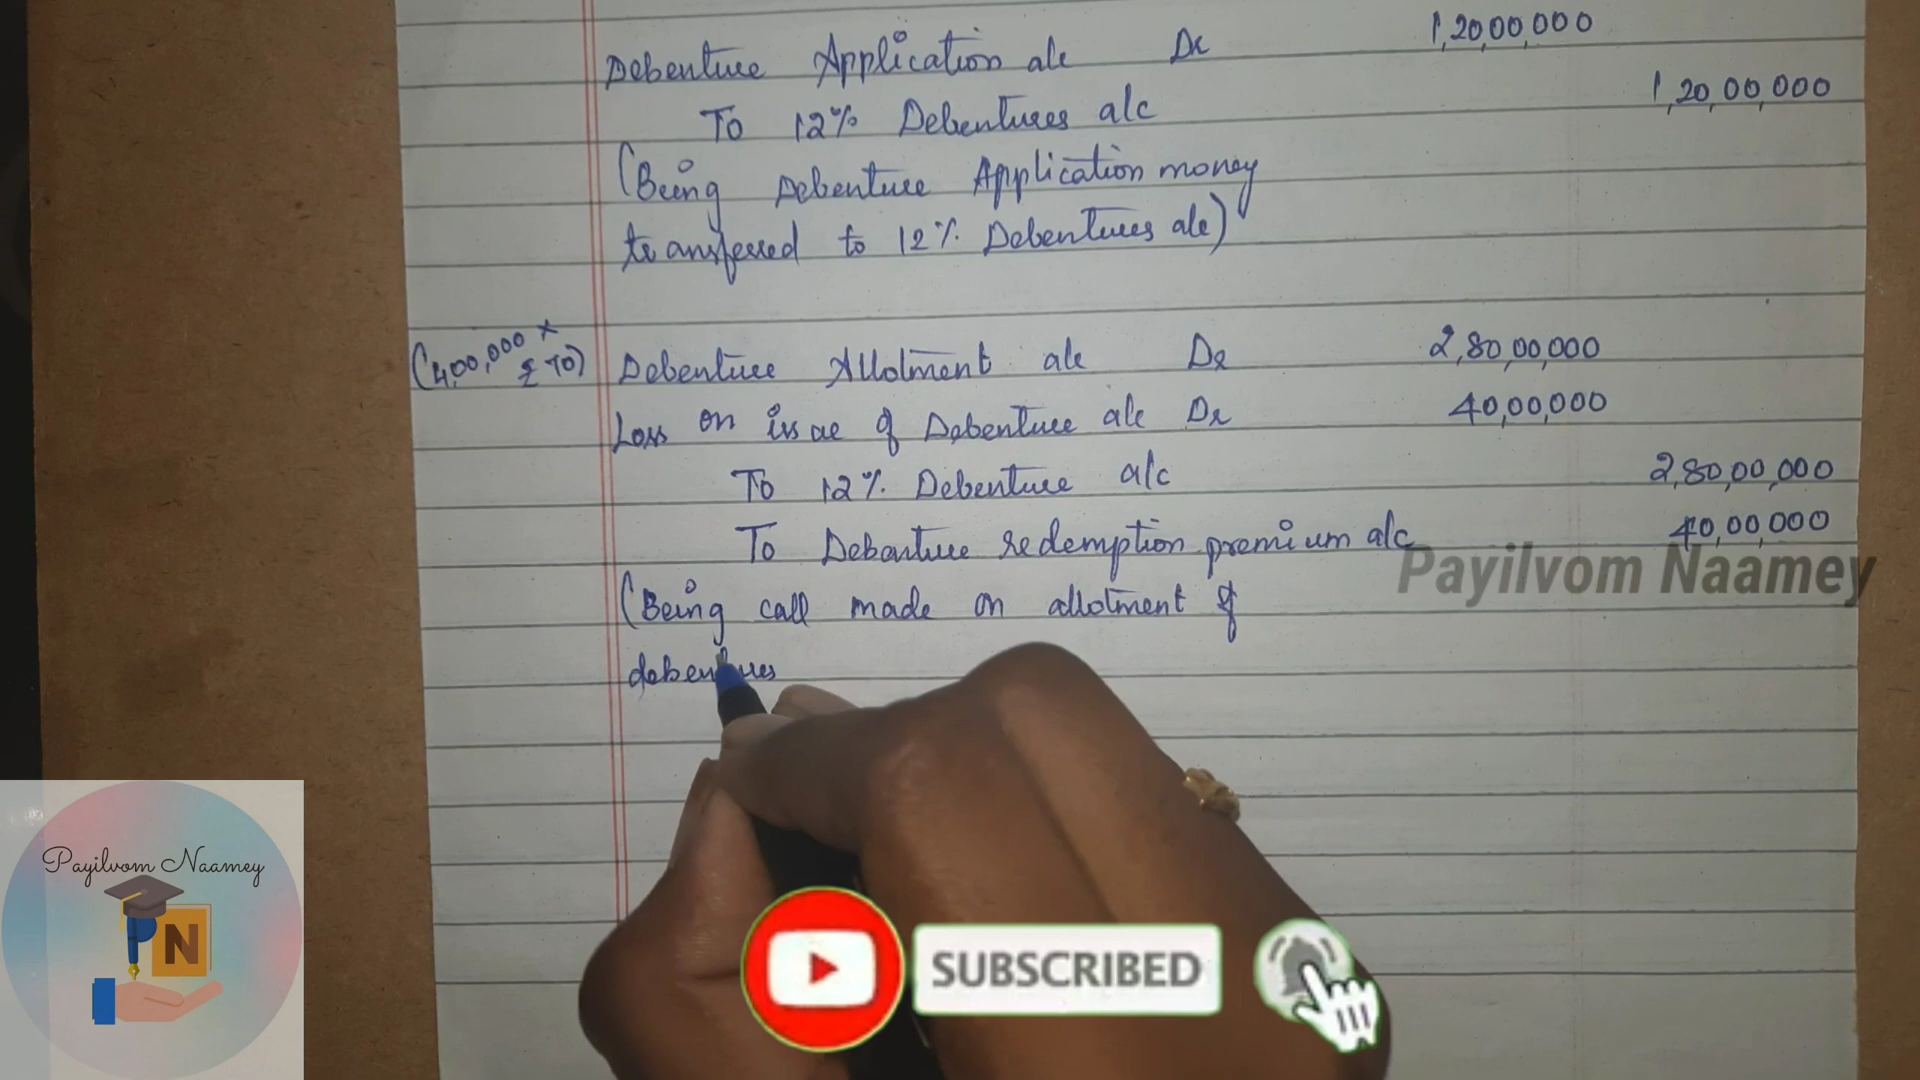 Debenture Application a/c Dr 1,20,00,000
To 12% Debentures a/c 1,20,00,000
(Being Debenture Application money
transferred to 12% Debentures a/c)
(4,00,000 x
₹ 70)
Debenture Allotment a/c Dr 2,80,00,000
Loss on issue of Debenture a/c Dr 40,00,000
To 12% Debenture a/c 2,80,00,000
To Debenture redemption premium a/c 40,00,000
Payilvom Naamey
(Being call made on allotment of
debentures
Payilvom Naamey
PN
SUBSCRIBED